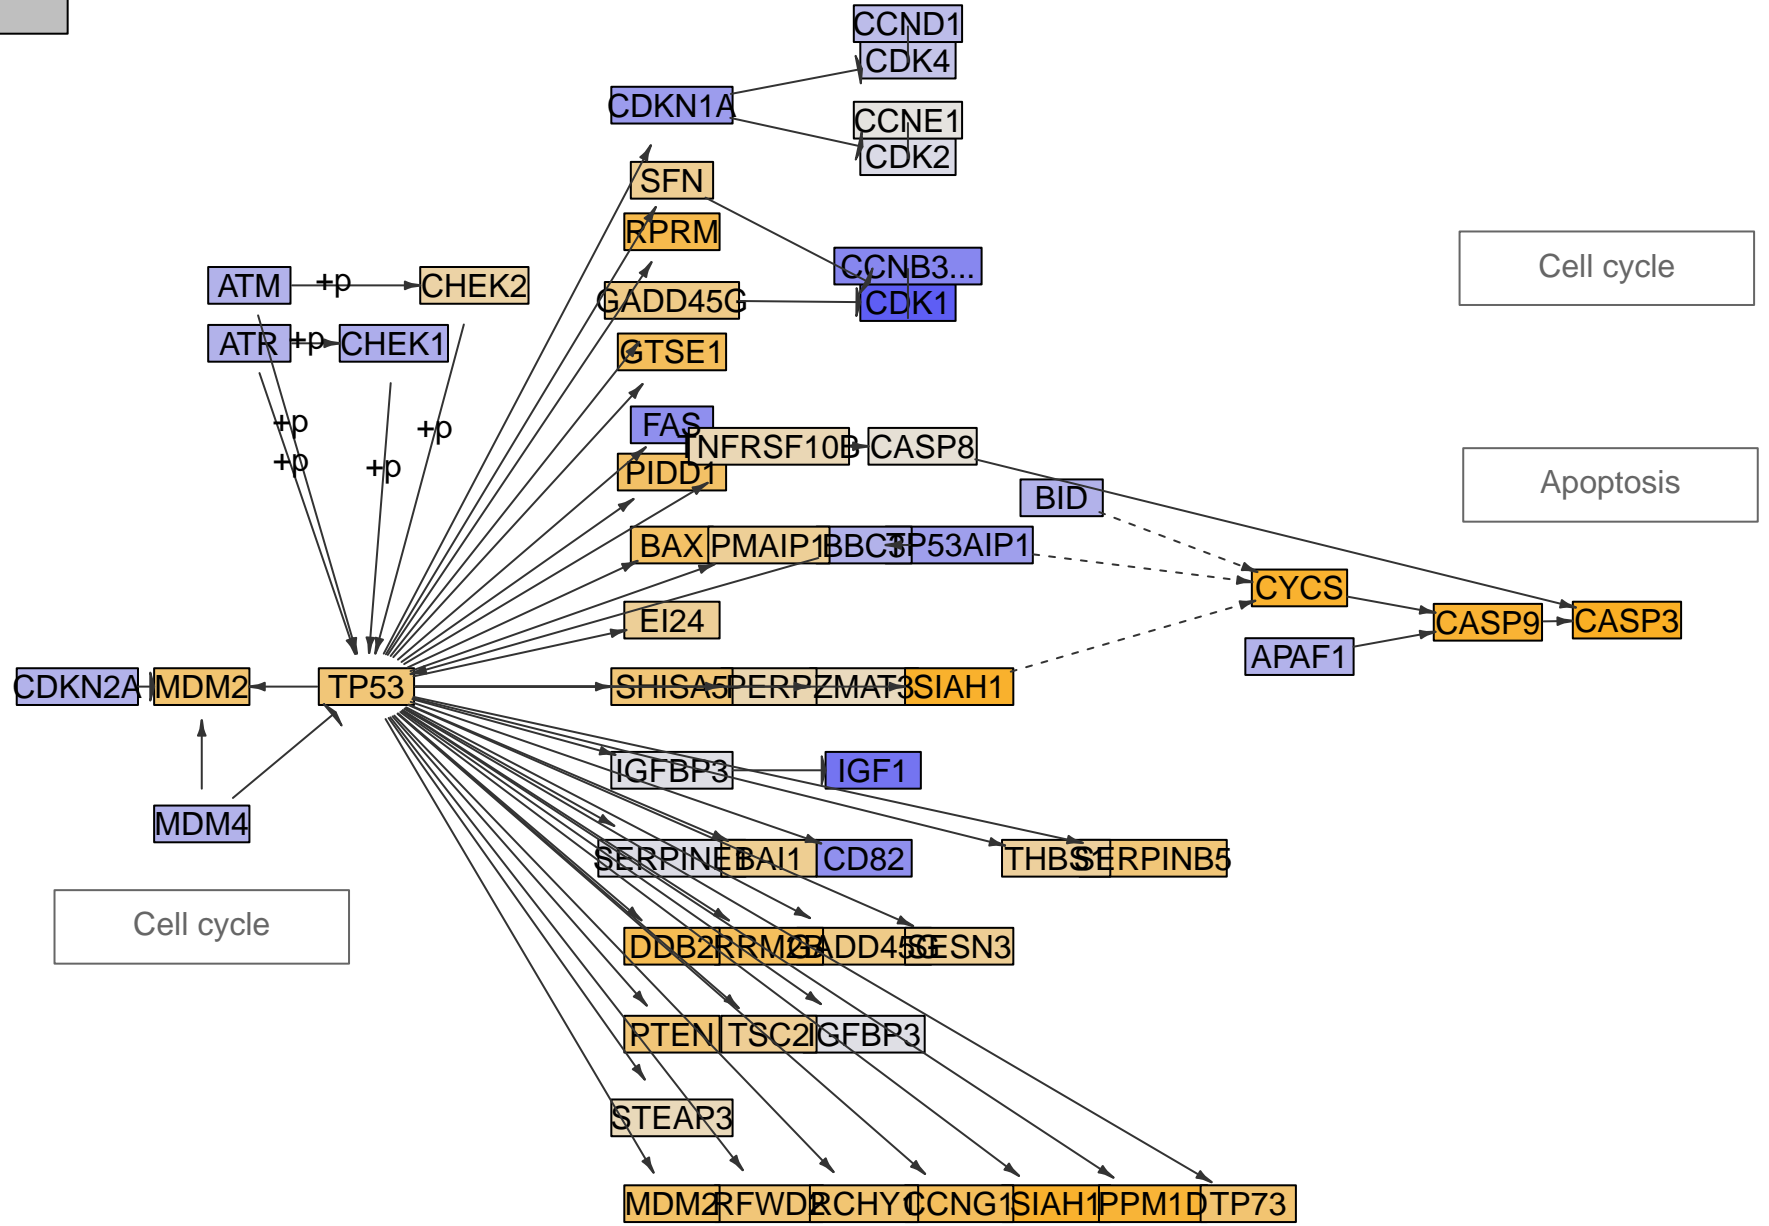 CCND1
CDK4
CDKN1A
CCNE1
CDK2
SFN
RPRM
CCNB3...
Cell cycle
ATM
+p
CHEK2
GADD45G
CDK1
ATR
+p
CHEK1
GTSE1
+p
+p
FAS
TNFRSF10B
CASP8
+p
+p
PIDD1
Apoptosis
BID
BAX
PMAIP1
BBC3
TP53AIP1
CYCS
EI24
CASP9
CASP3
APAF1
CDKN2A
MDM2
TP53
SHISA5
PERP
ZMAT3
SIAH1
IGFBP3
IGF1
MDM4
SERPINE1
BAI1
CD82
THBS1
SERPINB5
Cell cycle
DDB2
RRM2B
GADD45G
SESN3
PTEN
TSC2
IGFBP3
STEAP3
MDM2
RFWD2
RCHY1
CCNG1
SIAH1
PPM1D
TP73